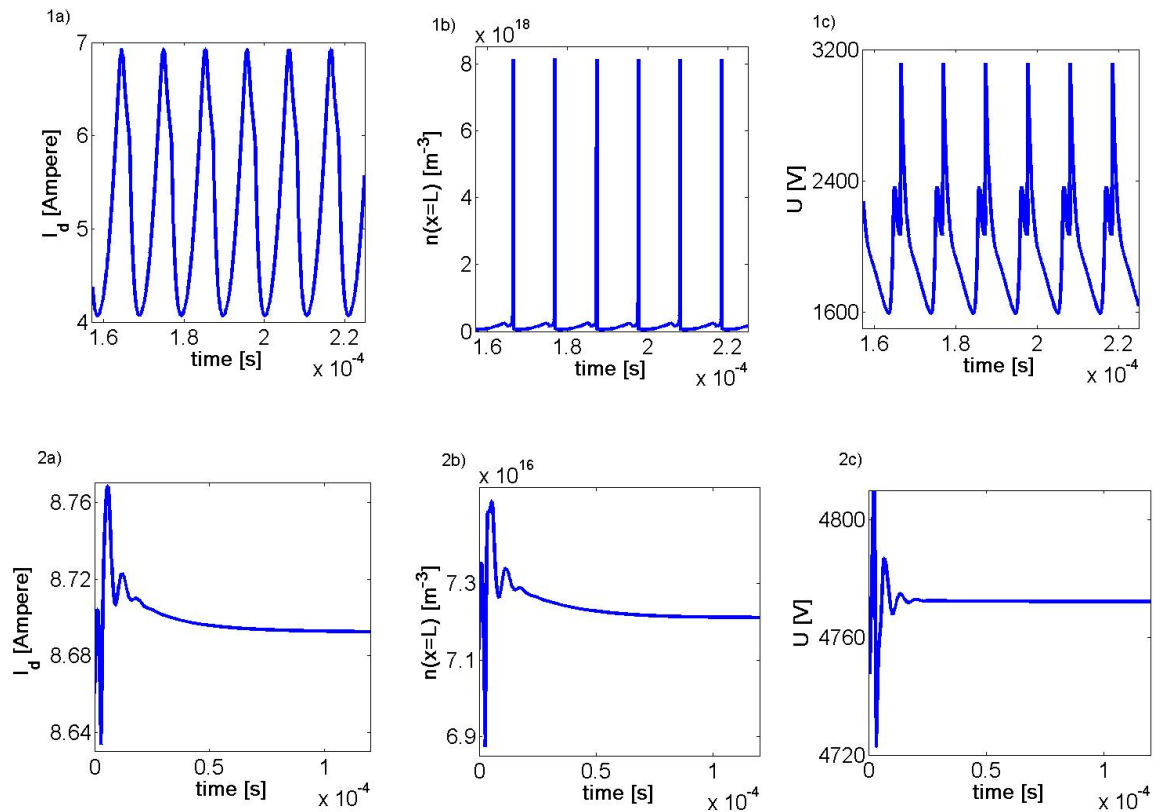 1a)
7
6
5
4
I_d [Ampere]
1.6 1.8 2 2.2
time [s]
x 10^-4
1b)
x 10^18
8
6
4
2
0
n(x=L) [m^-3]
1.6 1.8 2 2.2
time [s]
x 10^-4
1c)
3200
2400
1600
U [V]
1.6 1.8 2 2.2
time [s]
x 10^-4
2a)
8.76
8.72
8.68
8.64
I_d [Ampere]
0 0.5 1
time [s]
x 10^-4
2b)
x 10^16
7.3
7.1
6.9
n(x=L) [m^-3]
0 0.5 1
time [s]
x 10^-4
2c)
4800
4760
4720
U [V]
0 0.5 1
time [s]
x 10^-4